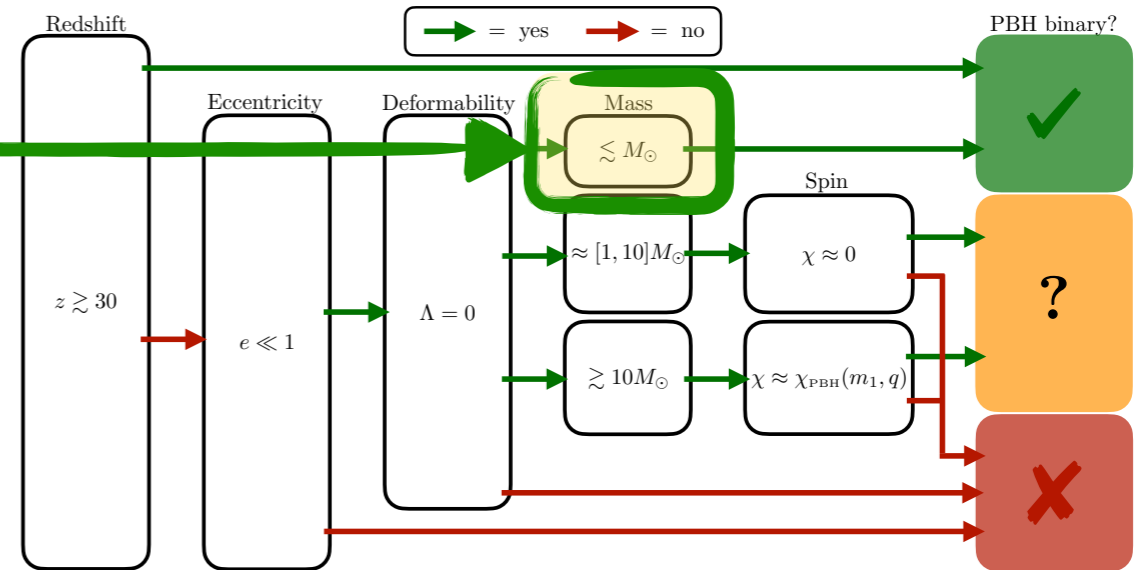 Redshift
= yes
= no
PBH binary?
Eccentricity
Deformability
Mass
≲ M⊙
Spin
≈ [1, 10]M⊙
χ ≈ 0
z ≳ 30
e ≪ 1
Λ = 0
?
≳ 10M⊙
χ ≈ χPBH(m₁, q)